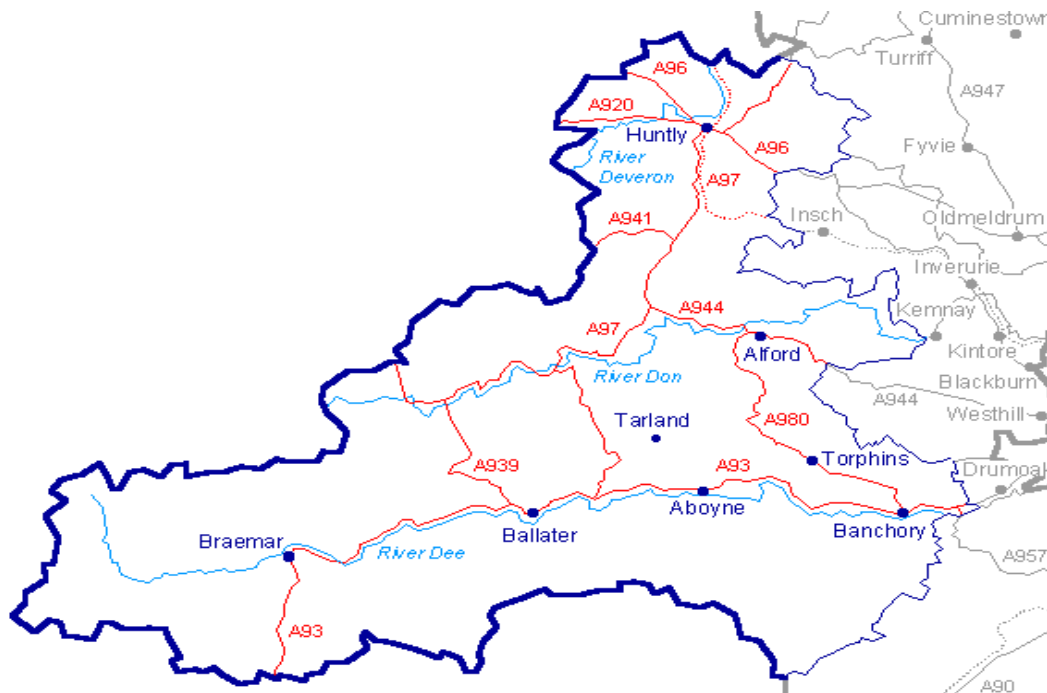 Cuminestown
Turriff
A96
A947
A920
Huntly
Fyvie
A96
River
Deveron
A97
Insch
Oldmeldrum
A941
Inverurie
A944
Kemnay
A97
Alford
Kintore
River Don
Blackburn
A944
Westhill
Tarland
A980
Torphins
A939
A93
Drumoak
Aboyne
Ballater
Banchory
Braemar
River Dee
A957
A93
A90